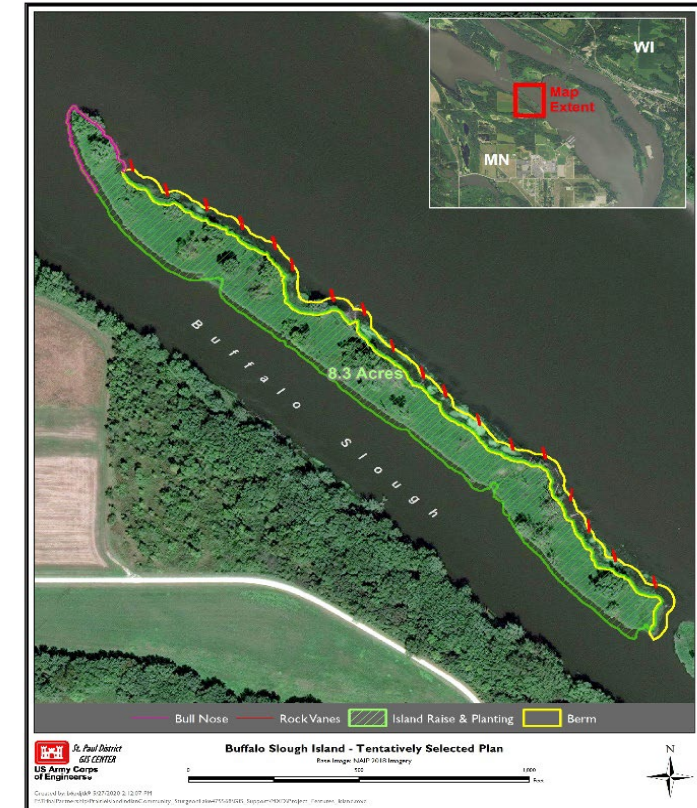 WI
Map
Extent
MN
8.3 Acres
Buffalo Slough
Bull Nose
Rock Vanes
Island Raise & Planting
Berm
St. Paul District
GIS CENTER
US Army Corps
of Engineers®
Buffalo Slough Island - Tentatively Selected Plan
Base Image: NAIP 2018 Imagery
0 500 1,000
Feet
N